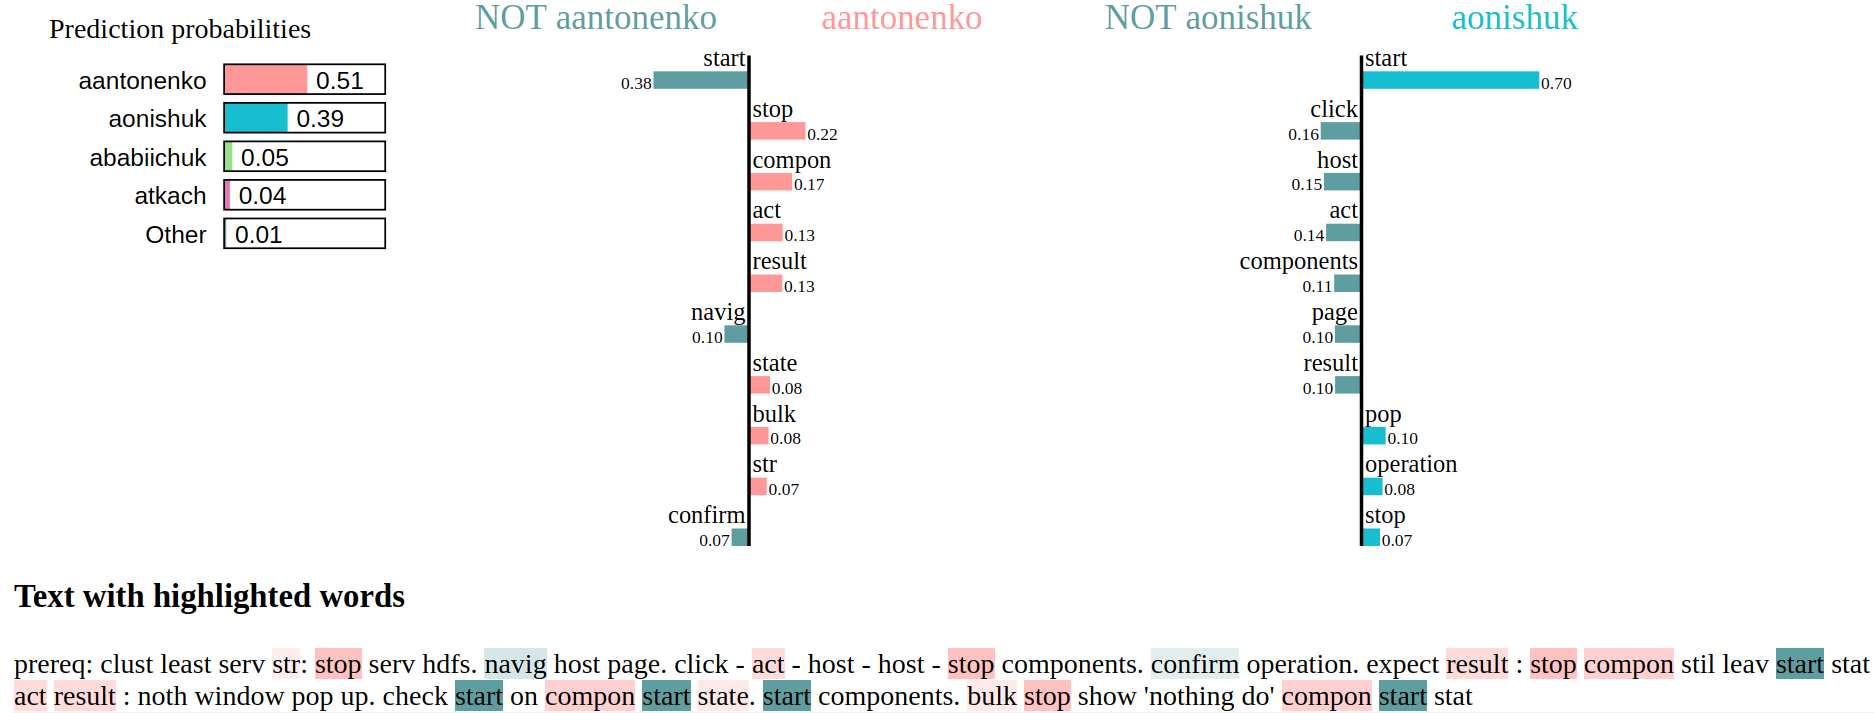 Prediction probabilities
aantonenko 0.51
aonishuk 0.39
ababiichuk 0.05
atkach 0.04
Other 0.01
NOT aantonenko aantonenko
start
0.38
stop
0.22
compon
0.17
act
0.13
result
0.13
navig
0.10
state
0.08
bulk
0.08
str
0.07
confirm
0.07
NOT aonishuk aonishuk
start
0.70
click
0.16
host
0.15
act
0.14
components
0.11
page
0.10
result
0.10
pop
0.10
operation
0.08
stop
0.07
Text with highlighted words
prereq: clust least serv str: stop serv hdfs. navig host page. click - act - host - host - stop components. confirm operation. expect result : stop compon stil leav start stat
act result : noth window pop up. check start on compon start state. start components. bulk stop show 'nothing do' compon start stat